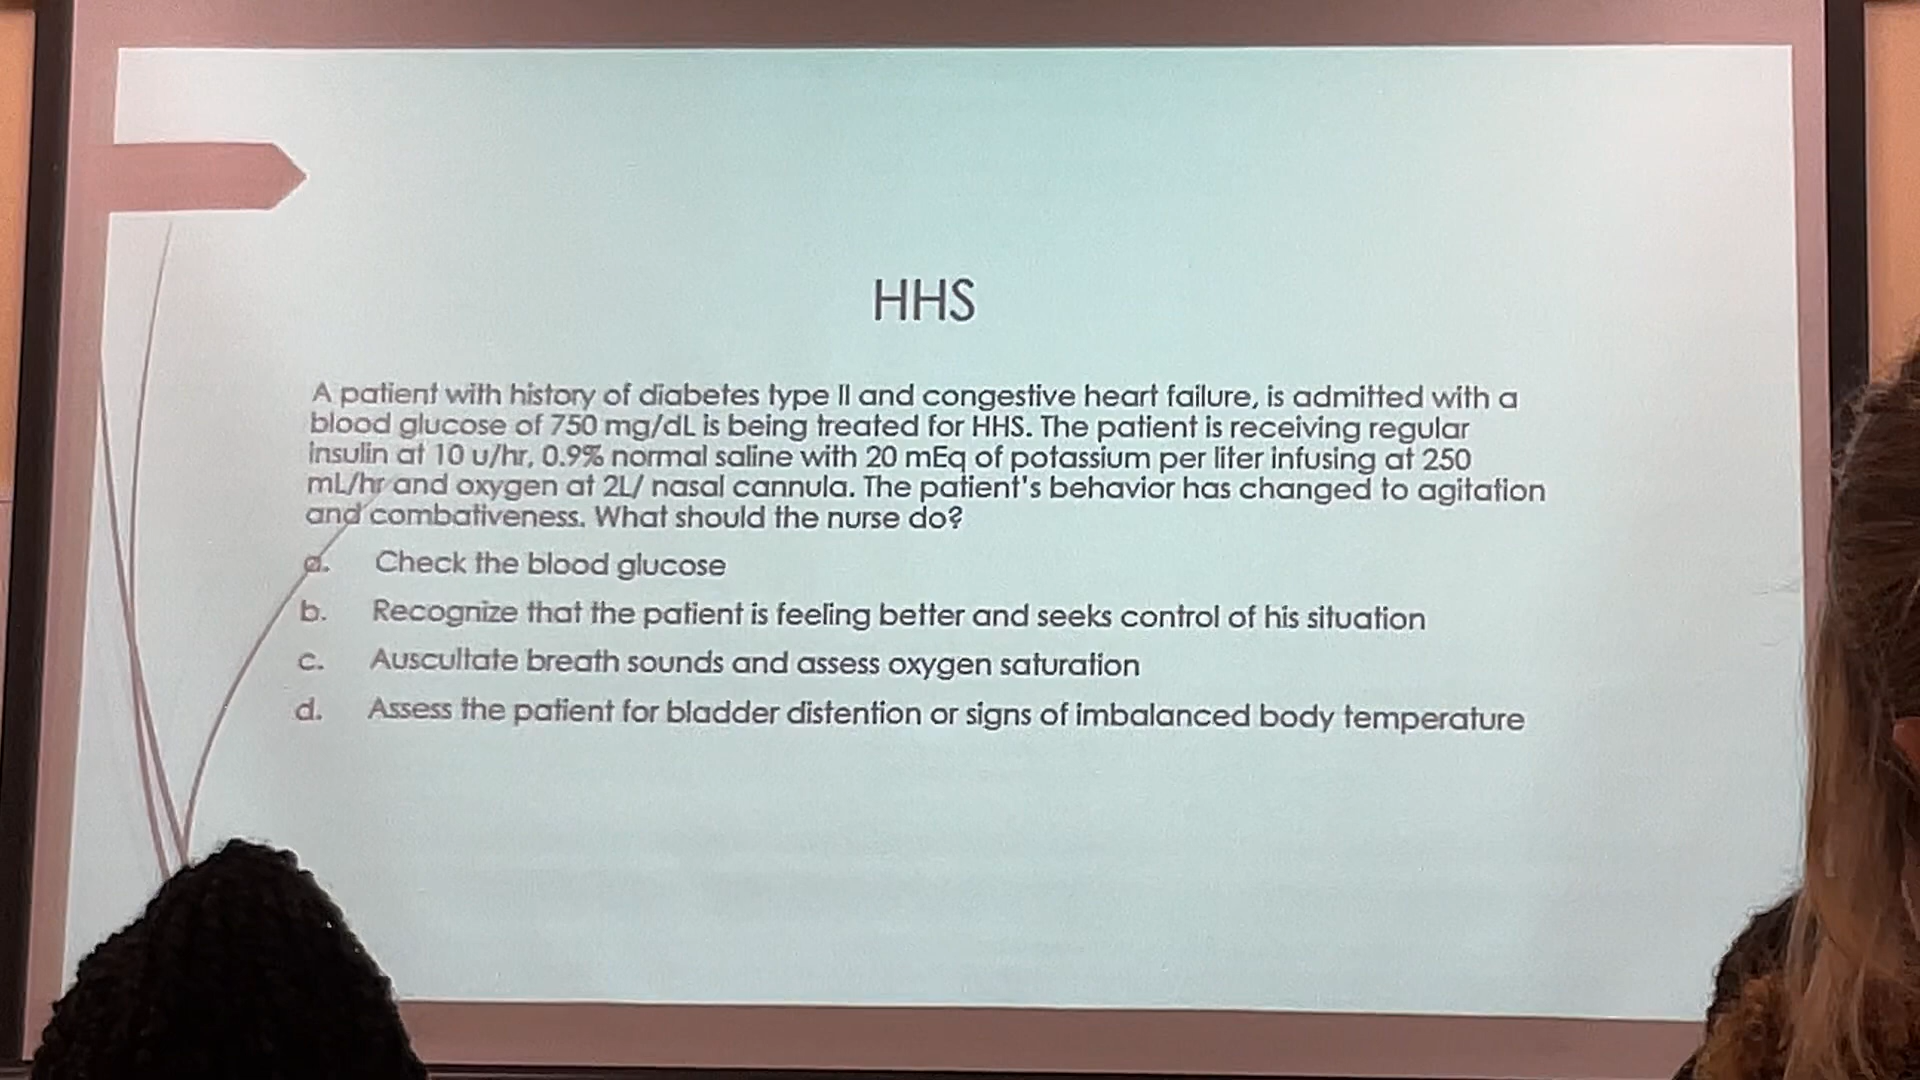 HHS
A patient with history of diabetes type II and congestive heart failure, is admitted with a
blood glucose of 750 mg/dL is being treated for HHS. The patient is receiving regular
insulin at 10 u/hr, 0.9% normal saline with 20 mEq of potassium per liter infusing at 250
mL/hr and oxygen at 2L/ nasal cannula. The patient's behavior has changed to agitation
and combativeness. What should the nurse do?
a. Check the blood glucose
b. Recognize that the patient is feeling better and seeks control of his situation
c. Auscultate breath sounds and assess oxygen saturation
d. Assess the patient for bladder distention or signs of imbalanced body temperature